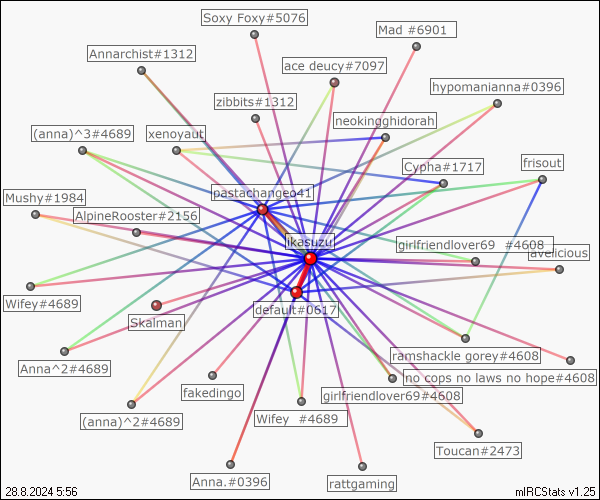 Soxy Foxy#5076
Mad #6901
Annarchist#1312
ace deucy#7097
hypomanianna#0396
zibbits#1312
neokingghidorah
(anna)^3#4689
xenoyaut
frisout
Cypha#1717
pastachangeo41
Mushy#1984
AlpineRooster#2156
ikasuzu
girlfriendlover69 #4608
avelicious
Wifey#4689
default#0617
Skalman
ramshackle gorey#4608
Anna^2#4689
no cops no laws no hope#4608
fakedingo
girlfriendlover69#4608
(anna)^2#4689
Wifey #4689
Toucan#2473
Anna.#0396
rattgaming
28.8.2024 5:56
mIRCStats v1.25